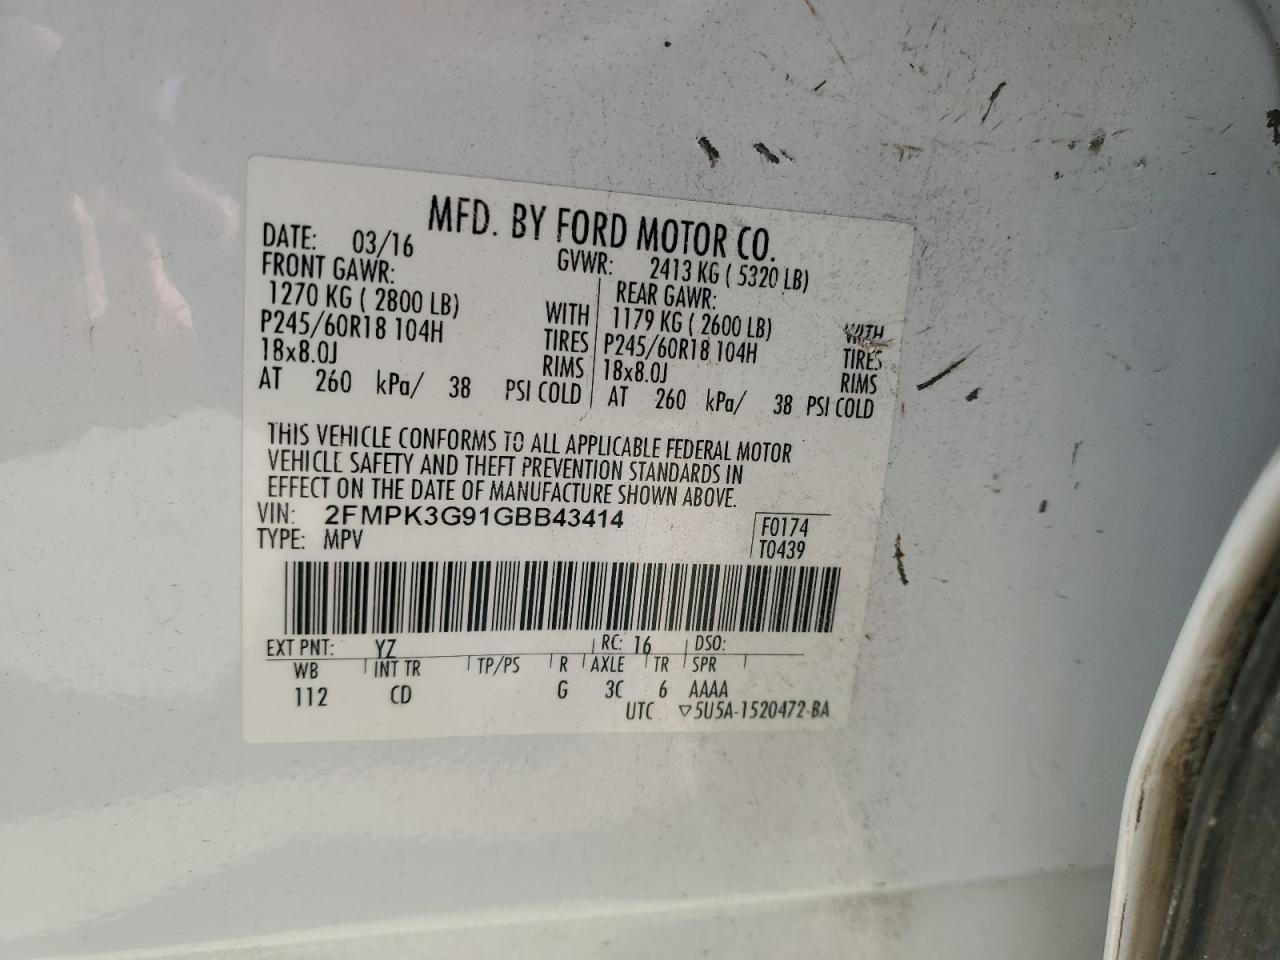 MFD. BY FORD MOTOR CO.
DATE: 03/16 GVWR: 2413 KG ( 5320 LB)
FRONT GAWR: REAR GAWR:
1270 KG ( 2800 LB) WITH 1179 KG ( 2600 LB) WITH
P245/60R18 104H TIRES P245/60R18 104H TIRES
18x8.0J RIMS 18x8.0J RIMS
AT 260 kPa/ 38 PSI COLD AT 260 kPa/ 38 PSI COLD
THIS VEHICLE CONFORMS TO ALL APPLICABLE FEDERAL MOTOR
VEHICLE SAFETY AND THEFT PREVENTION STANDARDS IN
EFFECT ON THE DATE OF MANUFACTURE SHOWN ABOVE.
VIN: 2FMPK3G91GBB43414 F0174
TYPE: MPV T0439
EXT PNT: YZ RC: 16 DSO:
WB INT TR TP/PS R AXLE TR SPR
112 CD G 3C 6 AAAA
UTC ▽5U5A-1520472-BA